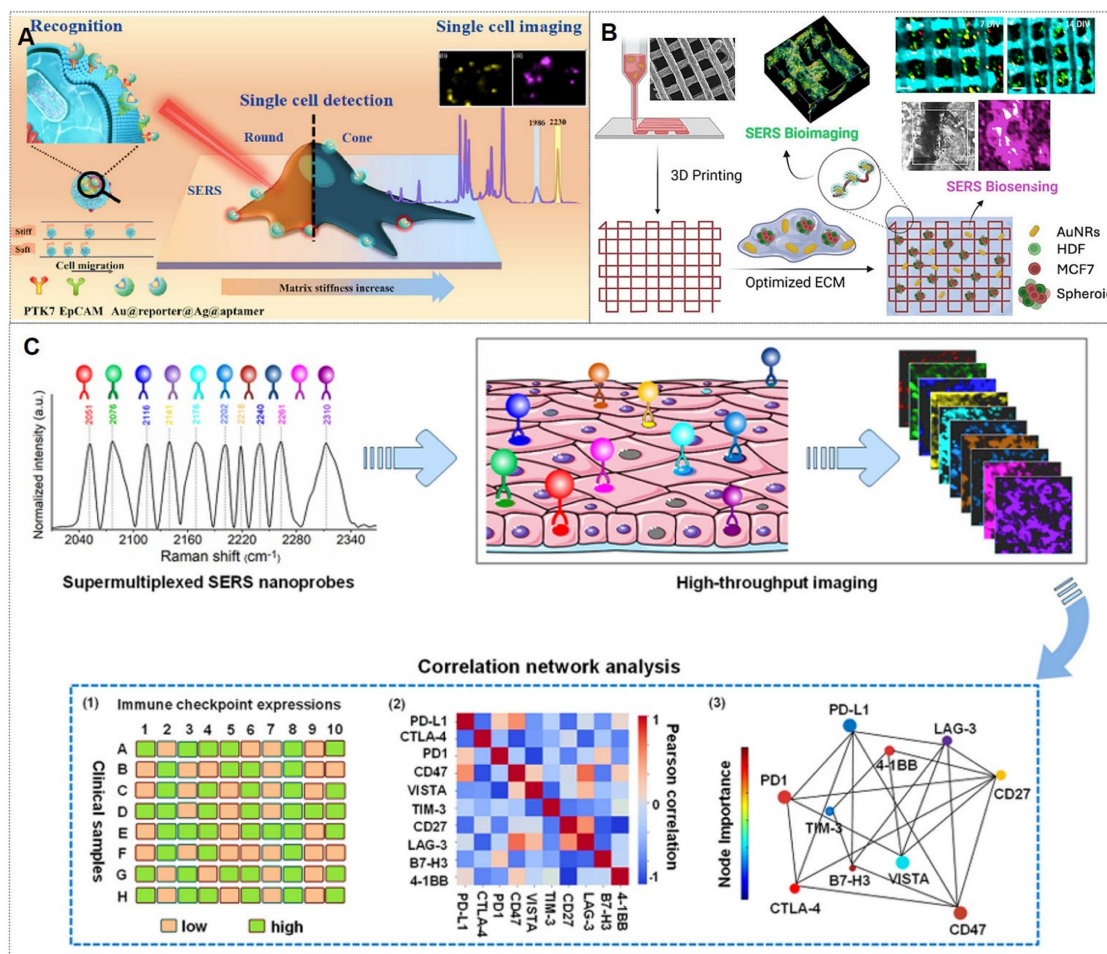 A
Recognition
Single cell imaging
Single cell detection
Round
Cone
SERS
1986
2230
Stiff
Soft
Cell migration
Matrix stiffness increase
PTK7 EpCAM Au@reporter@Ag@aptamer
B
7 DIV
14 DIV
SERS Bioimaging
3D Printing
SERS Biosensing
Optimized ECM
AuNRs
HDF
MCF7
Spheroid
C
2051
2076
2116
2141
2176
2202
2218
2240
2261
2310
Normalized intensity (a.u.)
2040
2100
2160
2220
2280
2340
Raman shift (cm-1)
Supermultiplexed SERS nanoprobes
High-throughput imaging
Correlation network analysis
(1)
Immune checkpoint expressions
1 2 3 4 5 6 7 8 9 10
Clinical samples
A
B
C
D
E
F
G
H
low
high
(2)
PD-L1
CTLA-4
PD1
CD47
VISTA
TIM-3
CD27
LAG-3
B7-H3
4-1BB
PD-L1
CTLA-4
PD1
CD47
VISTA
TIM-3
CD27
LAG-3
B7-H3
4-1BB
1
0
-1
Pearson correlation
(3)
Node Importance
PD-L1
LAG-3
4-1BB
PD1
CD27
TIM-3
B7-H3
VISTA
CTLA-4
CD47